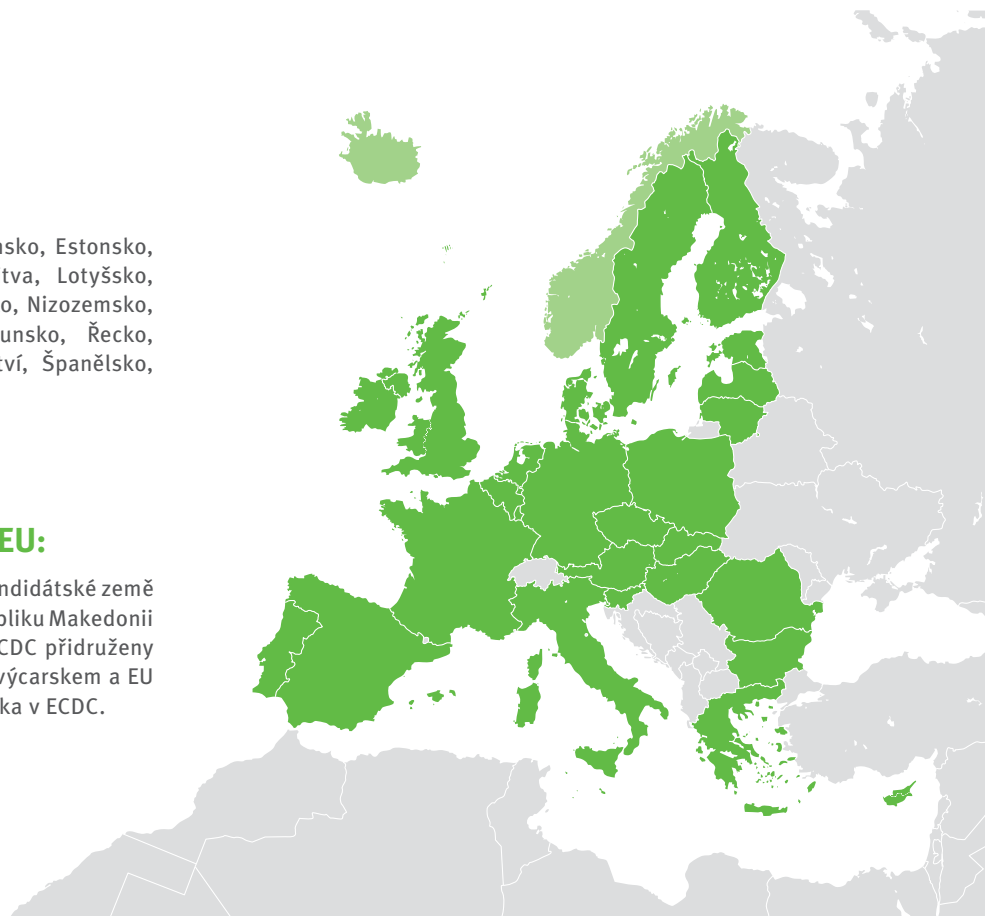 nsko, Estonsko,
tva, Lotyšsko,
o, Nizozemsko,
unsko, Řecko,
tví, Španělsko,
EU:
ndidátské země
bliku Makedonii
CDC přidruženy
výcarskem a EU
ka v ECDC.